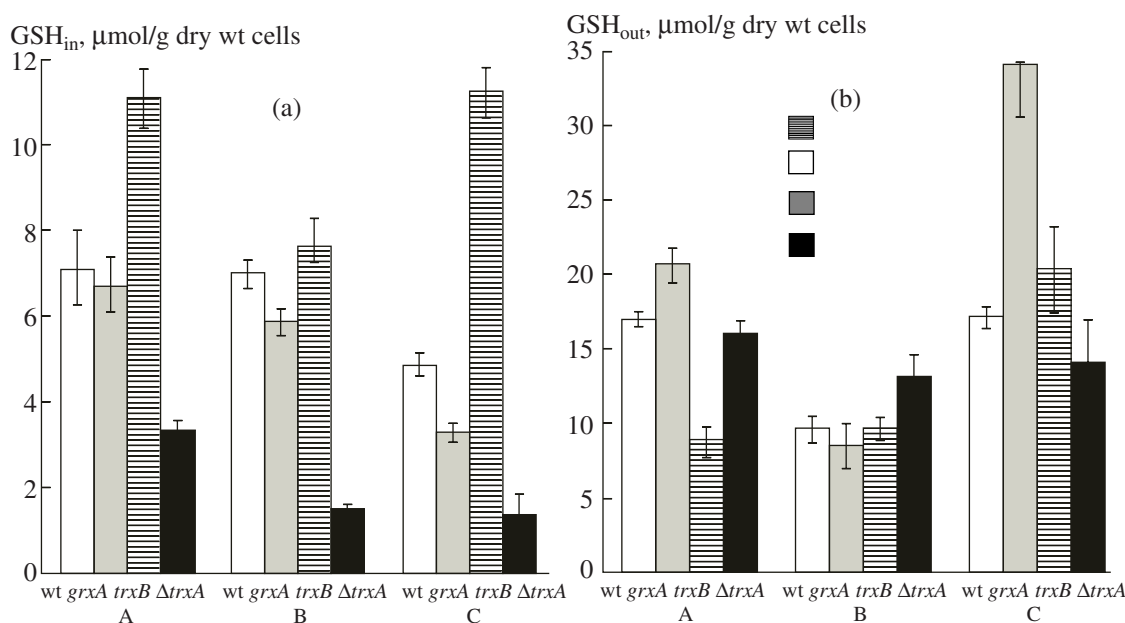 GSHin, μmol/g dry wt cells
12
10
8
6
4
2
0
(a)
wt grxA trxB ΔtrxA wt grxA trxB ΔtrxA wt grxA trxB ΔtrxA
A B C
GSHout, μmol/g dry wt cells
35
30
25
20
15
10
5
0
(b)
wt grxA trxB ΔtrxA wt grxA trxB ΔtrxA wt grxA trxB ΔtrxA
A B C